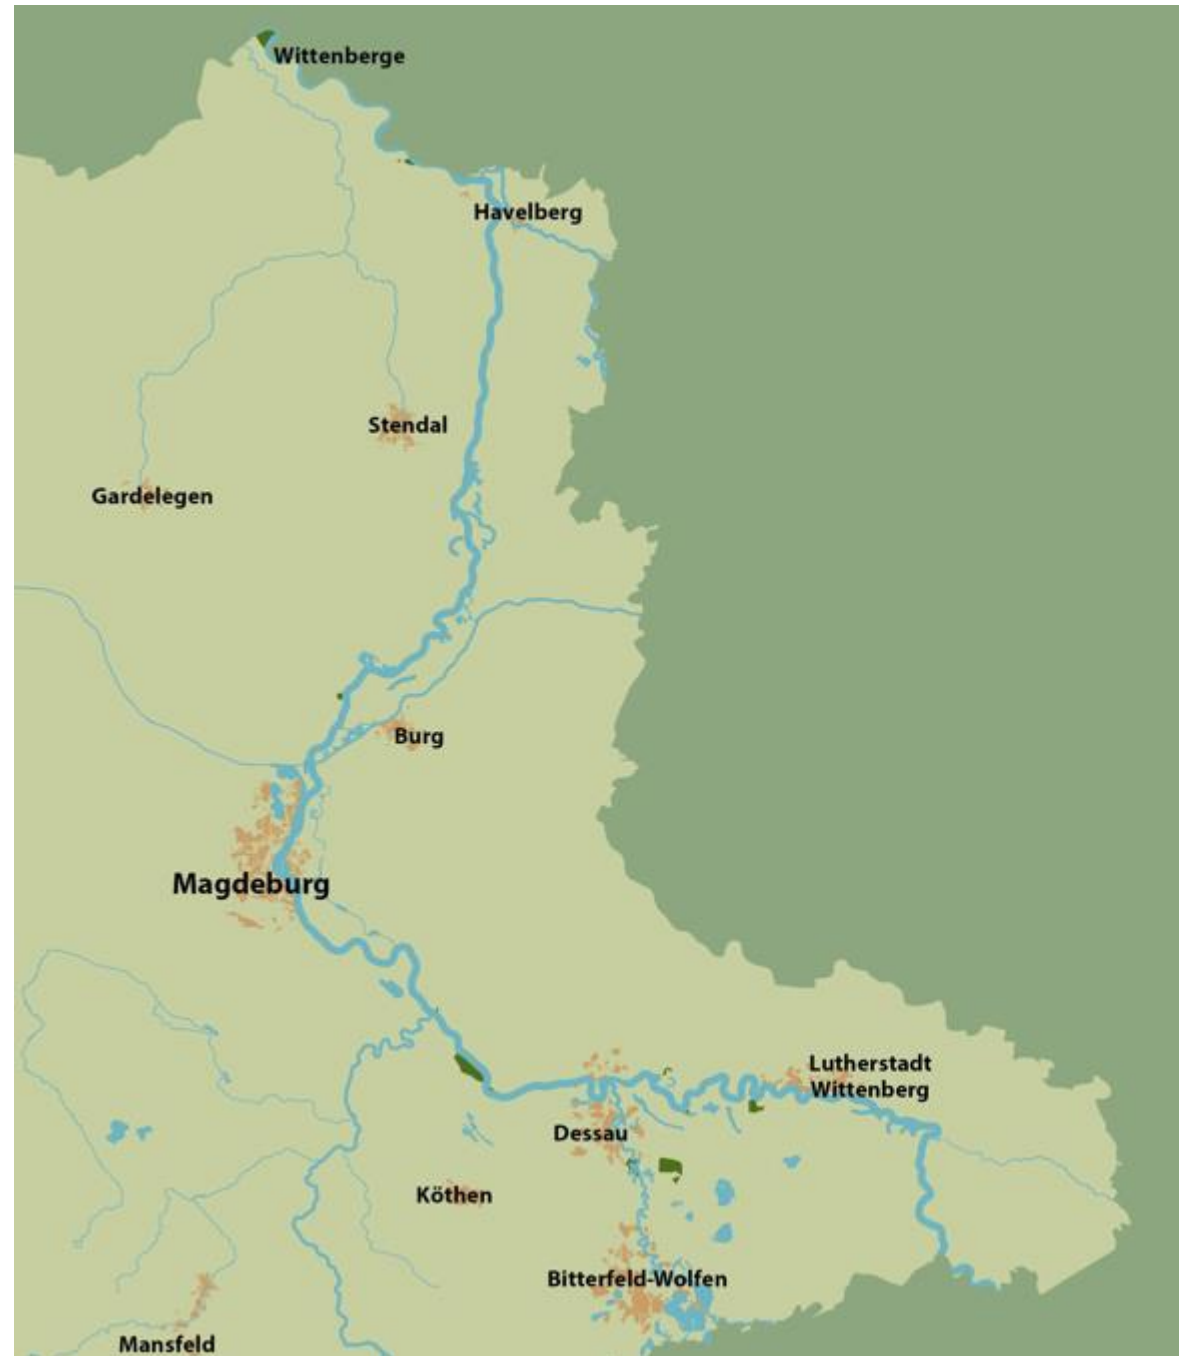 Wittenberge
Havelberg
Stendal
Gardelegen
Burg
Magdeburg
Lutherstadt
Wittenberg
Dessau
Köthen
Bitterfeld-Wolfen
Mansfeld